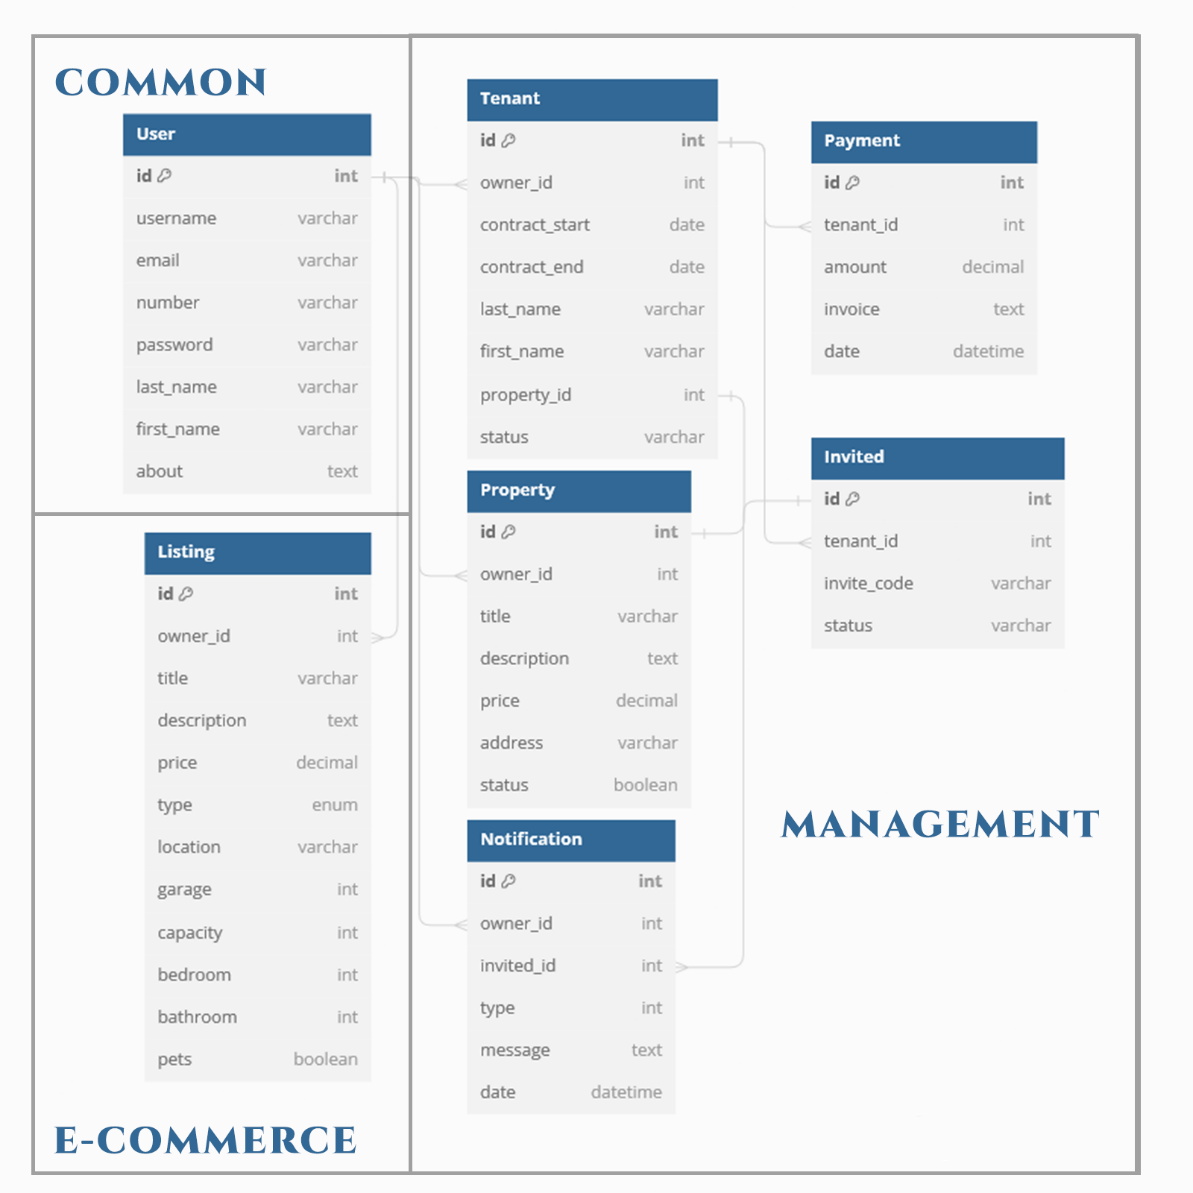 COMMON
User
id int
username varchar
email varchar
number varchar
password varchar
last_name varchar
first_name varchar
about text
Listing
id int
owner_id int
title varchar
description text
price decimal
type enum
location varchar
garage int
capacity int
bedroom int
bathroom int
pets boolean
E-COMMERCE
Tenant
id int
owner_id int
contract_start date
contract_end date
last_name varchar
first_name varchar
property_id int
status varchar
Property
id int
owner_id int
title varchar
description text
price decimal
address varchar
status boolean
Notification
id int
owner_id int
invited_id int
type int
message text
date datetime
Payment
id int
tenant_id int
amount decimal
invoice text
date datetime
Invited
id int
tenant_id int
invite_code varchar
status varchar
MANAGEMENT